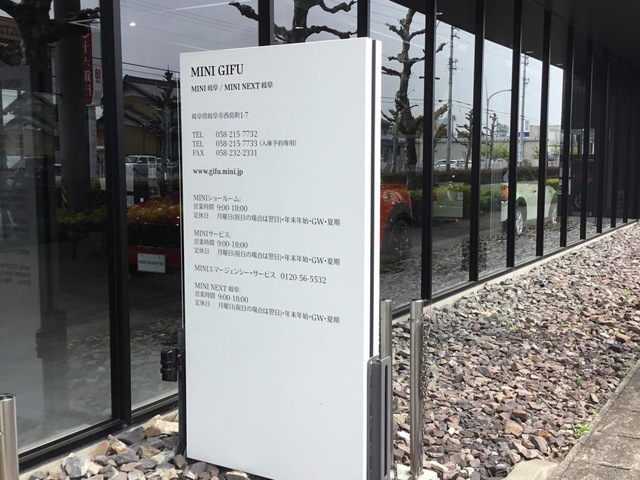 MINI GIFU
MINI 岐阜 / MINI NEXT 岐阜
岐阜県岐阜市西島町1-7
TEL 058-215-7732
TEL 058-215-7733 (入庫予約専用)
FAX 058-232-2331
www.gifu.mini.jp
MINIショールーム:
営業時間 9:00-18:00
定休日 月曜日(祝日の場合は翌日)・年末年始・GW・夏期
MINIサービス:
営業時間 9:00-18:00
定休日 月曜日(祝日の場合は翌日)・年末年始・GW・夏期
MINIエマージェンシー・サービス 0120-56-5532
MINI NEXT 岐阜:
営業時間 9:00-18:00
定休日 月曜日(祝日の場合は翌日)・年末年始・GW・夏期